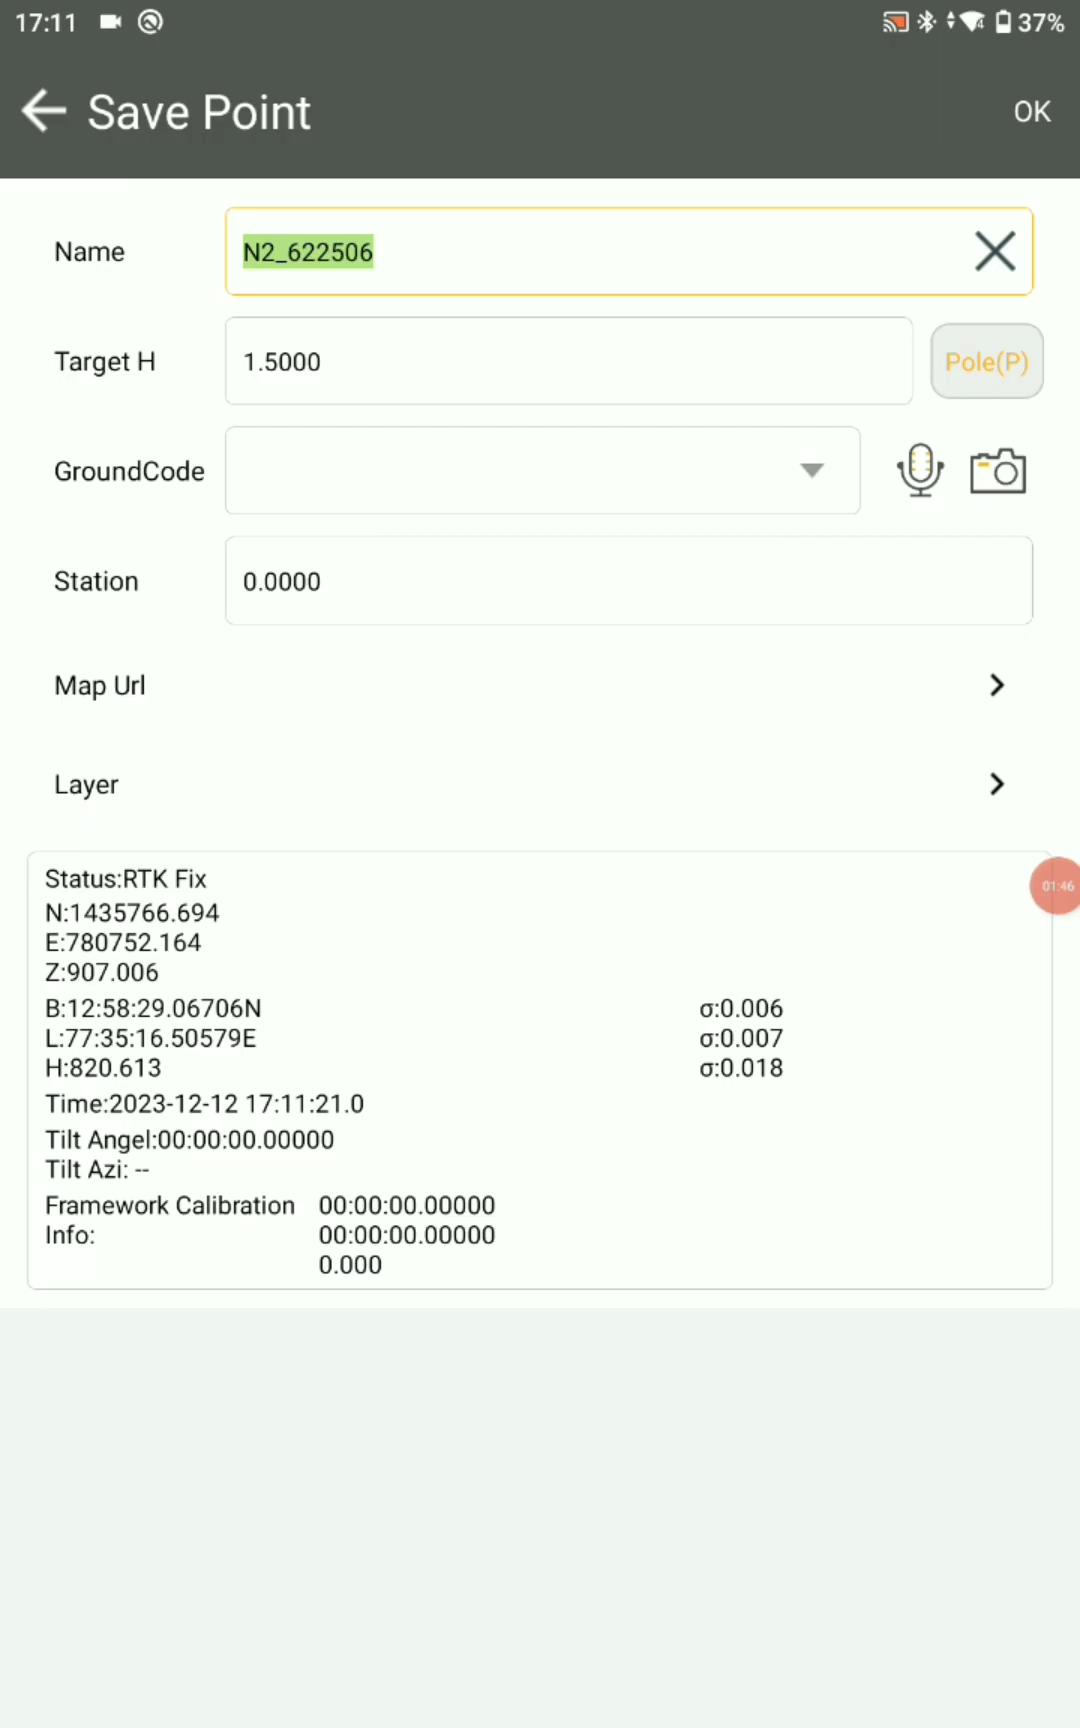 17:11 37%
Save Point OK
Name N2_622506
Target H 1.5000 Pole(P)
GroundCode
Station 0.0000
Map Url
Layer
Status:RTK Fix
01:46
N:1435766.694
E:780752.164
Z:907.006
B:12:58:29.06706N σ:0.006
L:77:35:16.50579E σ:0.007
H:820.613 σ:0.018
Time:2023-12-12 17:11:21.0
Tilt Angel:00:00:00.00000
Tilt Azi: --
Framework Calibration 00:00:00.00000
Info: 00:00:00.00000
0.000